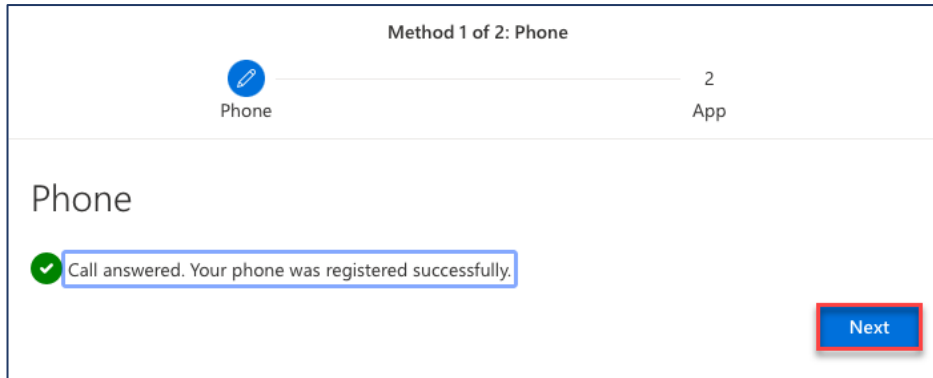 Method 1 of 2: Phone
2
Phone
App
Phone
Call answered. Your phone was registered successfully.
Next